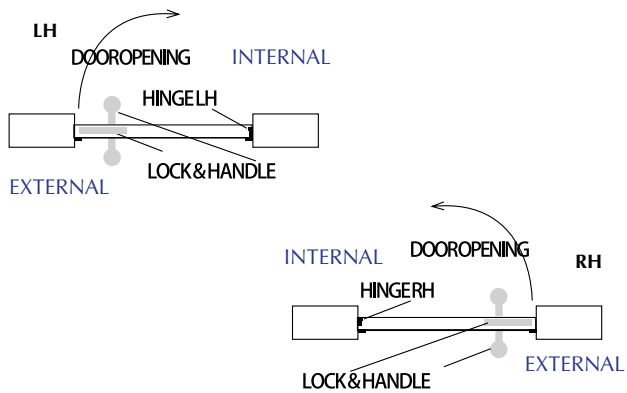 LH
DOOROPENING
INTERNAL
HINGELH
LOCK&HANDLE
EXTERNAL
DOOROPENING
INTERNAL
RH
HINGERH
EXTERNAL
LOCK&HANDLE